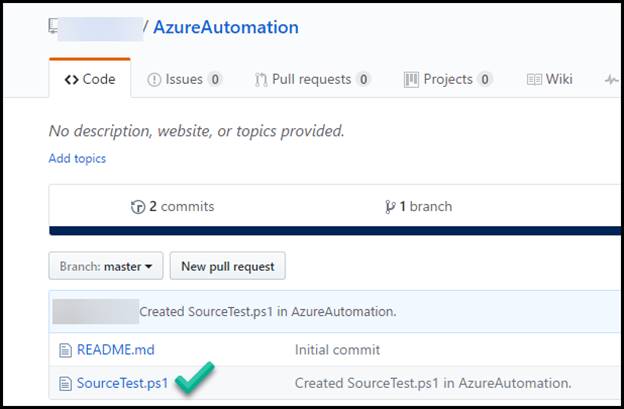 / AzureAutomation
Code Issues 0 Pull requests 0 Projects 0 Wiki
No description, website, or topics provided.
Add topics
2 commits 1 branch
Branch: master New pull request
Created SourceTest.ps1 in AzureAutomation.
README.md Initial commit
SourceTest.ps1 Created SourceTest.ps1 in AzureAutomation.